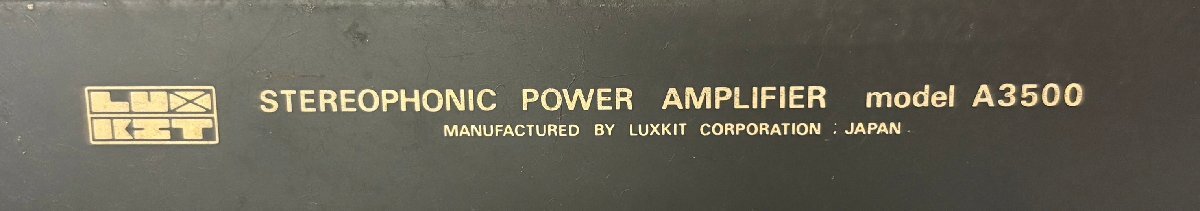 LUX
KIT
STEREOPHONIC POWER AMPLIFIER model A3500
MANUFACTURED BY LUXKIT CORPORATION : JAPAN